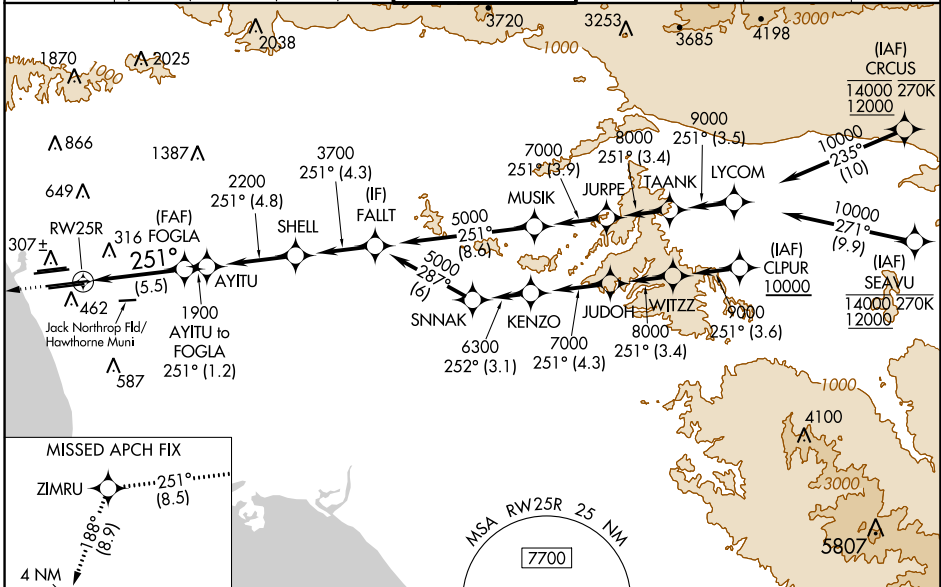 3720
3253
4198
3000
3685
2038
1000
1870
1000
2025
(IAF)
CRCUS
14000 270K
12000
866
1387
649
9000
251° (3.5)
8000
251° (3.4)
7000
251° (3.9)
10000
235°
(10)
3700
251° (4.3)
2200
251° (4.8)
LYCOM
TAANK
JURPE
MUSIK
(IF)
FALLT
SHELL
(FAF)
FOGLA
251°
(5.5)
RW25R
307 ±
316
462
AYITU
5000
251°
(8.6)
5000
287°
(6)
10000
271°
(9.9)
(IAF)
CLPUR
10000
(IAF)
SEAVU
14000 270K
12000
Jack Northrop Fld/
Hawthorne Muni
1900
AYITU to
FOGLA
251° (1.2)
587
SNNAK
KENZO
JUDOH
WITZZ
6300
252° (3.1)
7000
251° (4.3)
8000
251° (3.4)
9000
251° (3.6)
1000
4100
3000
5807
MISSED APCH FIX
ZIMRU
251°
(8.5)
188°
(8.9)
4 NM
MSA RW25R 25 NM
7700